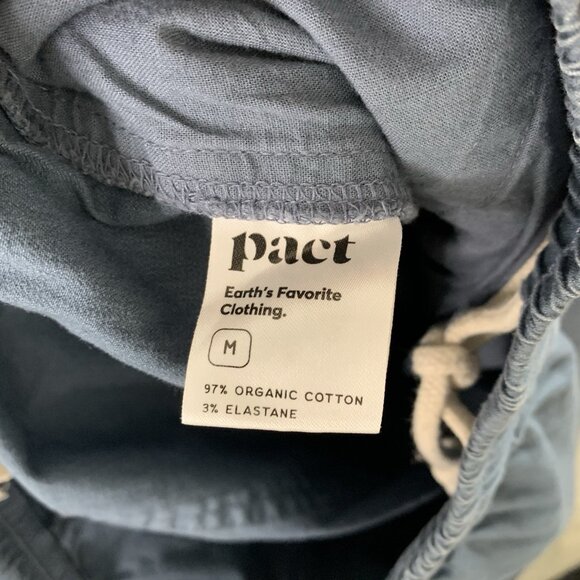 pact
Earth's Favorite
Clothing.
M
97% ORGANIC COTTON
3% ELASTANE